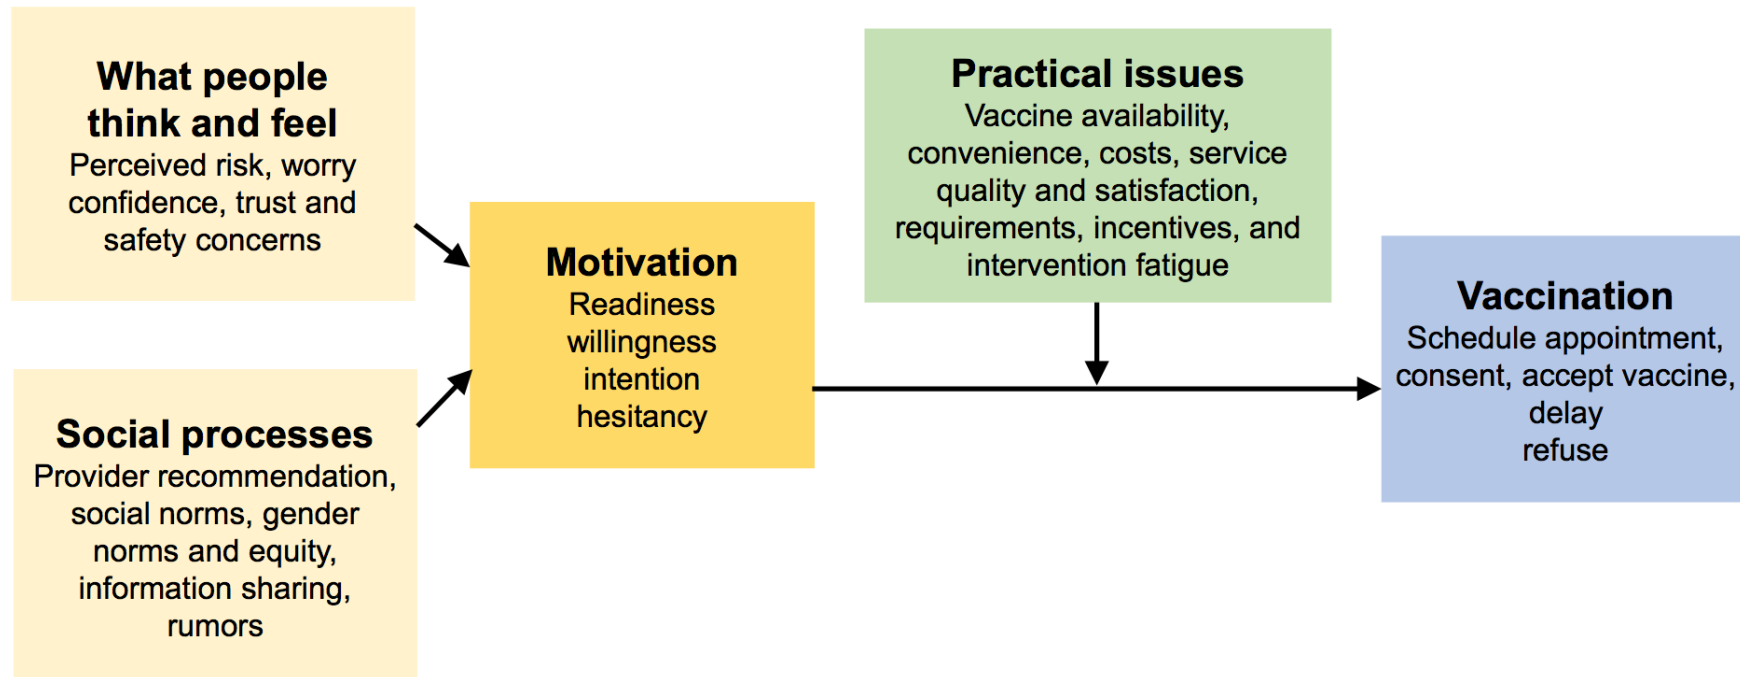 What people
think and feel
Perceived risk, worry
confidence, trust and
safety concerns
Social processes
Provider recommendation,
social norms, gender
norms and equity,
information sharing,
rumors
Motivation
Readiness
willingness
intention
hesitancy
Practical issues
Vaccine availability,
convenience, costs, service
quality and satisfaction,
requirements, incentives, and
intervention fatigue
Vaccination
Schedule appointment,
consent, accept vaccine,
delay
refuse